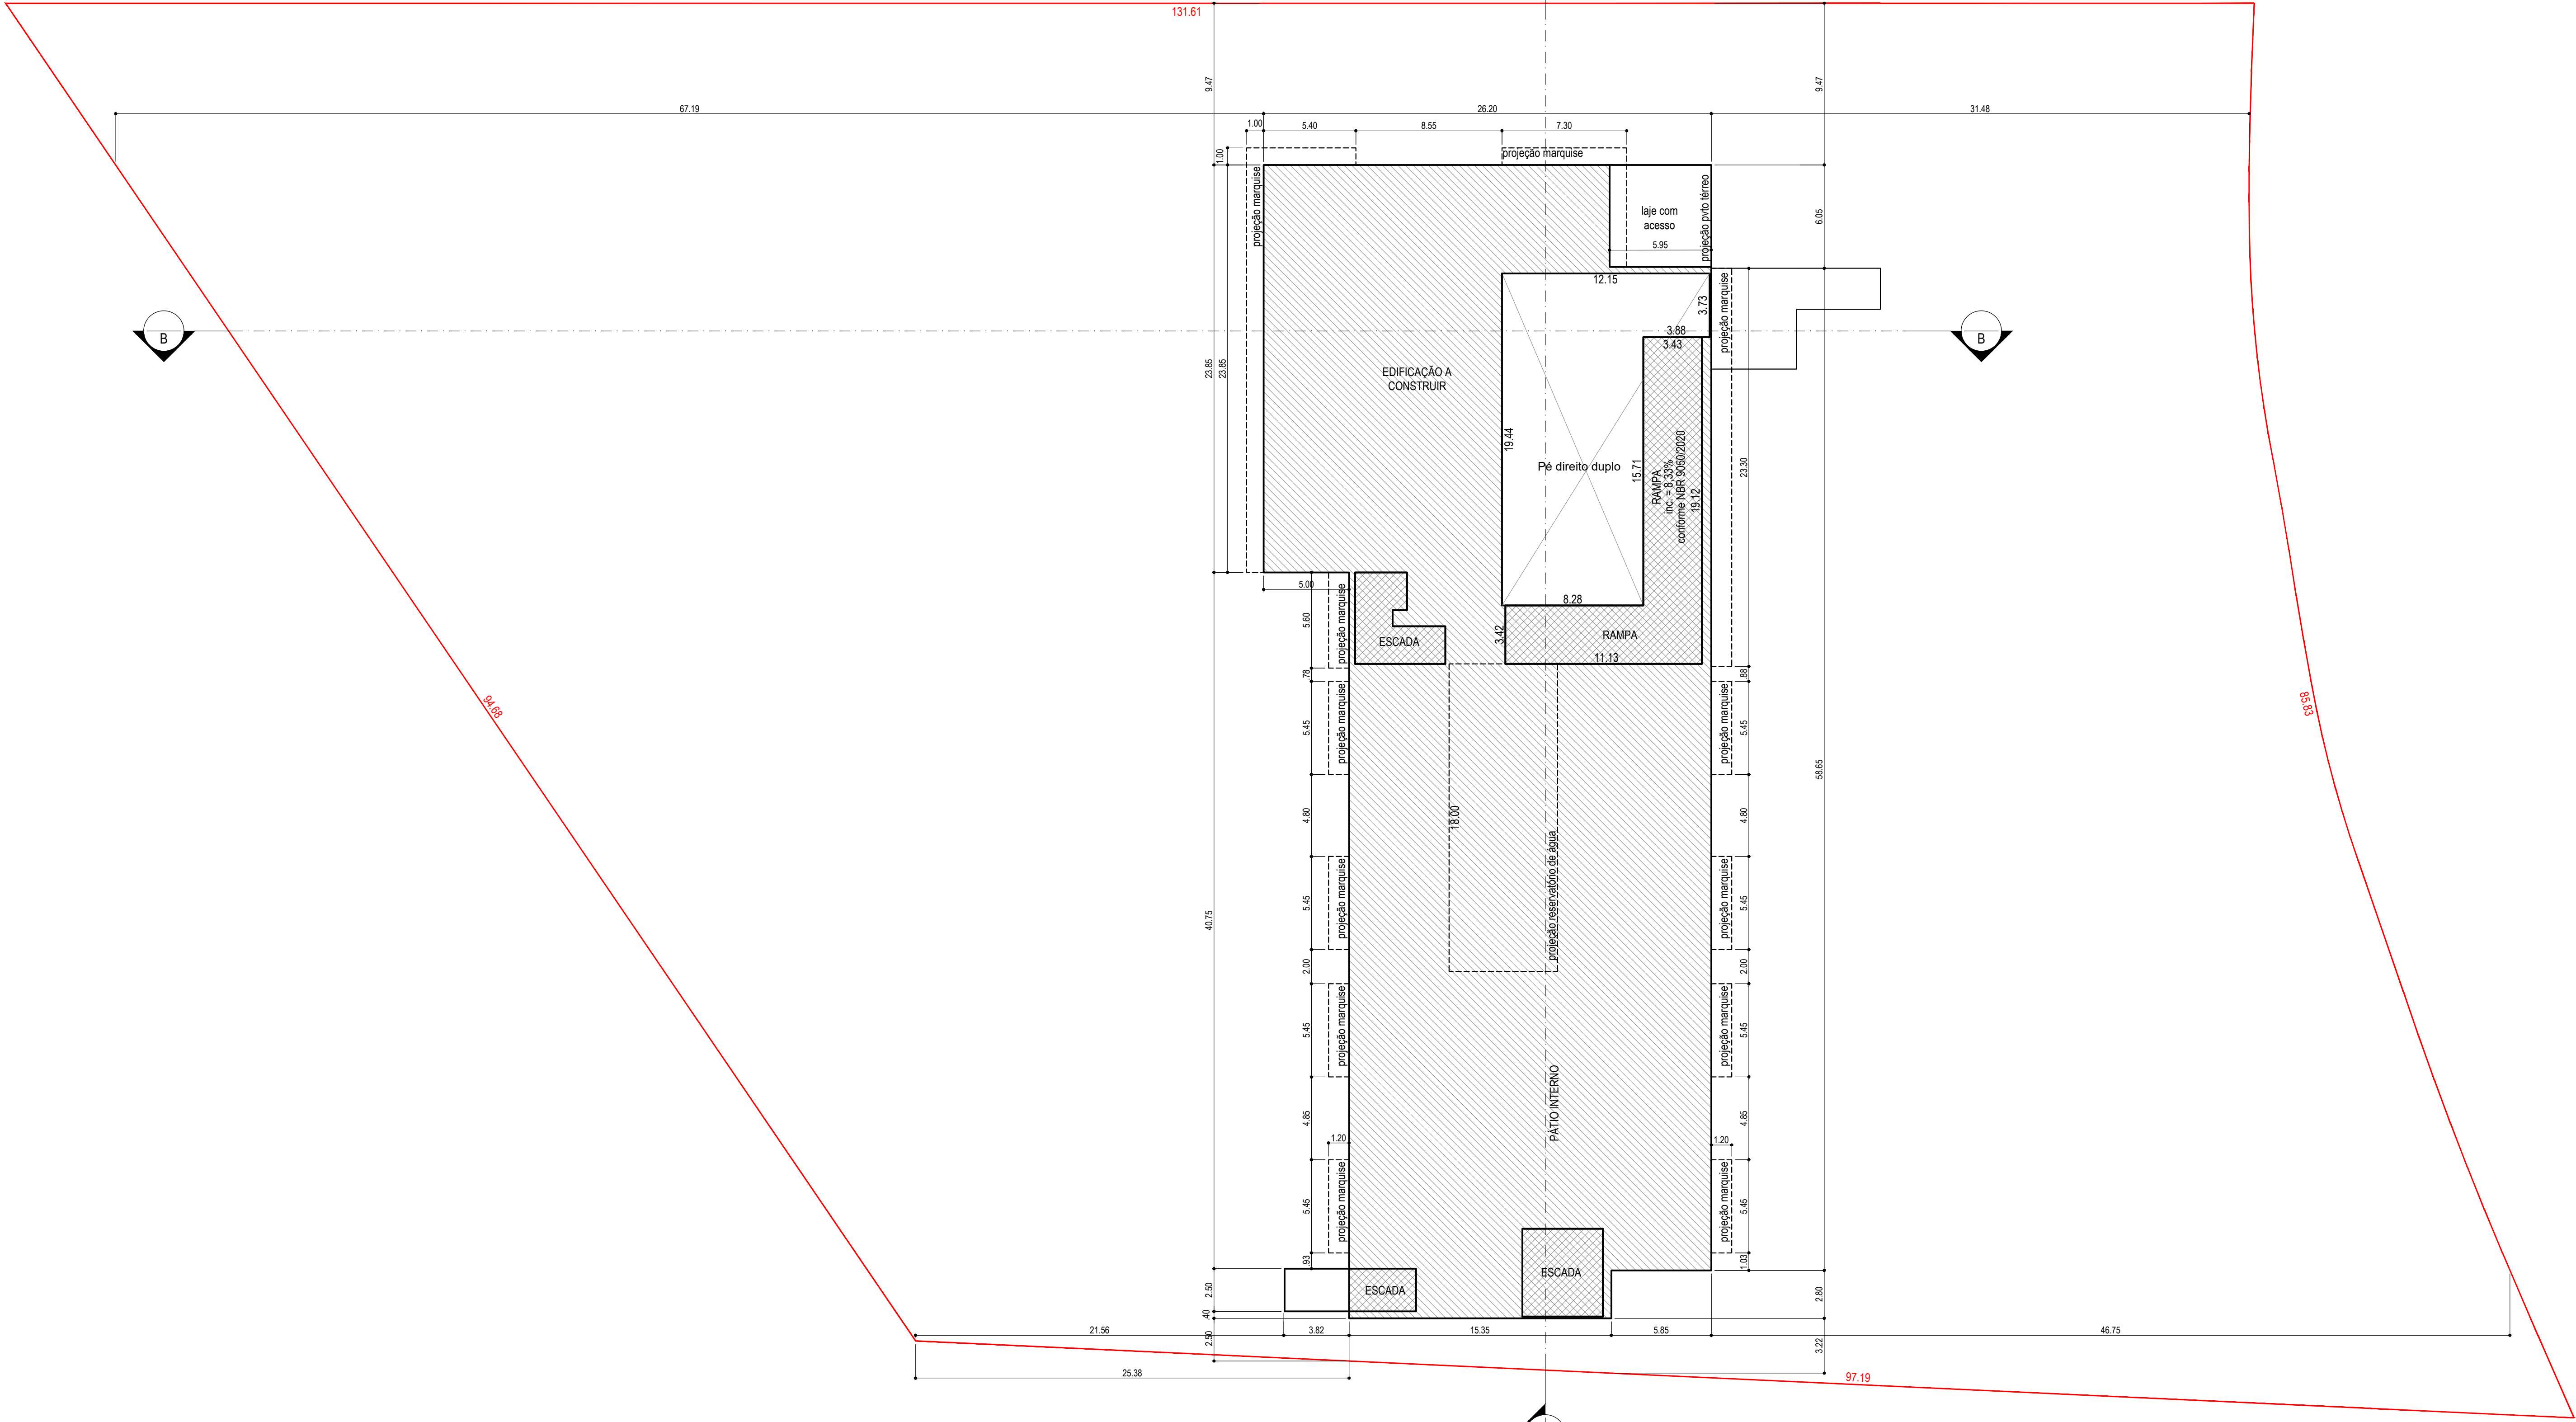 131.61
9.47
9.47
67.19
26.20
31.48
1.00
5.40
8.55
7.30
1.00
projeção marquise
projeção marquise
laje com
acesso
5.95
projeção pvto térreo
6.05
12.15
3.73
projeção marquise
3.88
3.43
B
B
23.85
23.85
EDIFICAÇÃO A
CONSTRUIR
19.44
Pé direito duplo
15.71
RAMPA
inc. = 8.33%
conforme NBR 9050/2020
19.12
23.30
5.00
8.28
5.60
projeção marquise
ESCADA
3.42
RAMPA
11.13
.78
.88
94.68
85.83
5.45
projeção marquise
projeção marquise
5.45
58.65
4.80
18.00
projeção reservatório de água
4.80
40.75
5.45
projeção marquise
projeção marquise
5.45
2.00
2.00
5.45
projeção marquise
projeção marquise
5.45
4.85
PÁTIO INTERNO
4.85
1.20
1.20
5.45
projeção marquise
projeção marquise
5.45
.93
1.03
ESCADA
ESCADA
2.50
2.80
.40
21.56
3.82
15.35
5.85
46.75
2.50
3.22
25.38
97.19